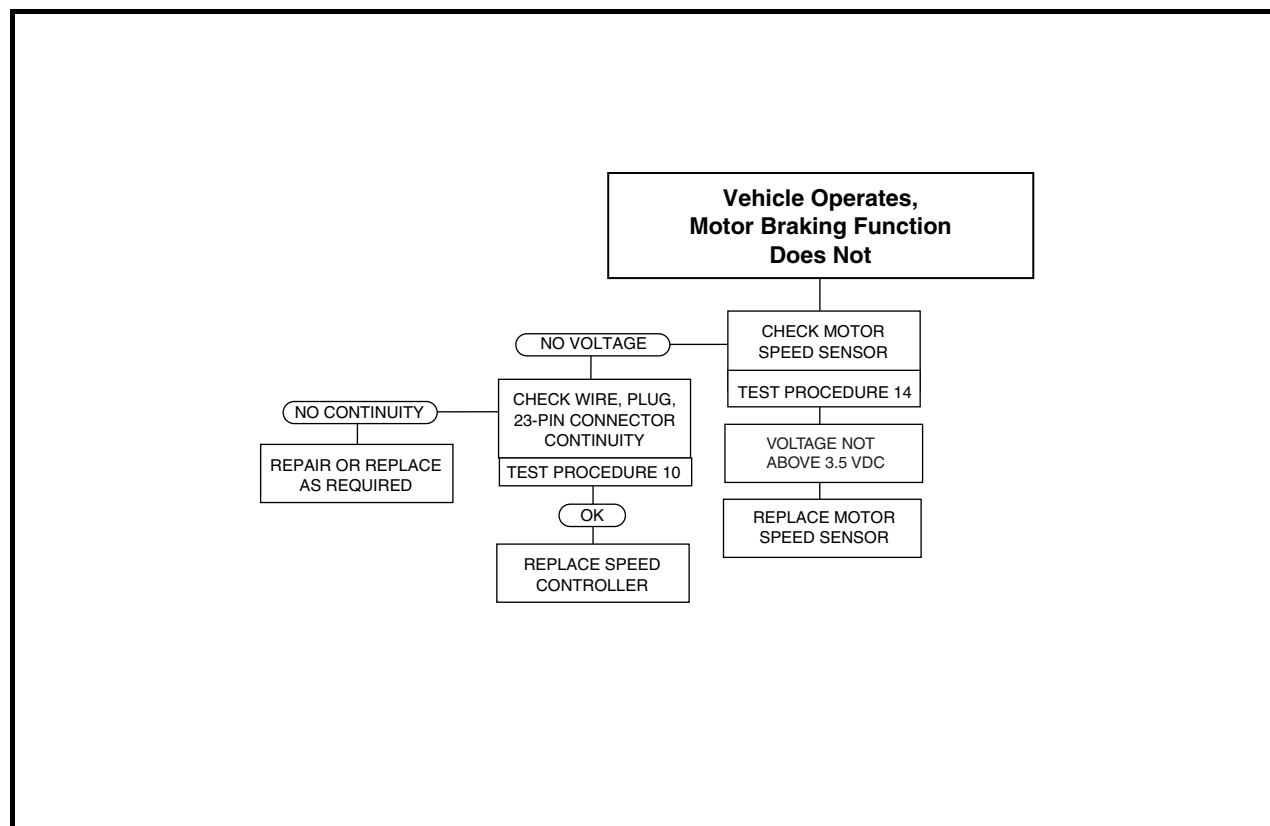 Vehicle Operates,
Motor Braking Function
Does Not
CHECK MOTOR
SPEED SENSOR
TEST PROCEDURE 14
NO VOLTAGE
CHECK WIRE, PLUG,
23-PIN CONNECTOR
CONTINUITY
TEST PROCEDURE 10
NO CONTINUITY
REPAIR OR REPLACE
AS REQUIRED
OK
REPLACE SPEED
CONTROLLER
VOLTAGE NOT
ABOVE 3.5 VDC
REPLACE MOTOR
SPEED SENSOR